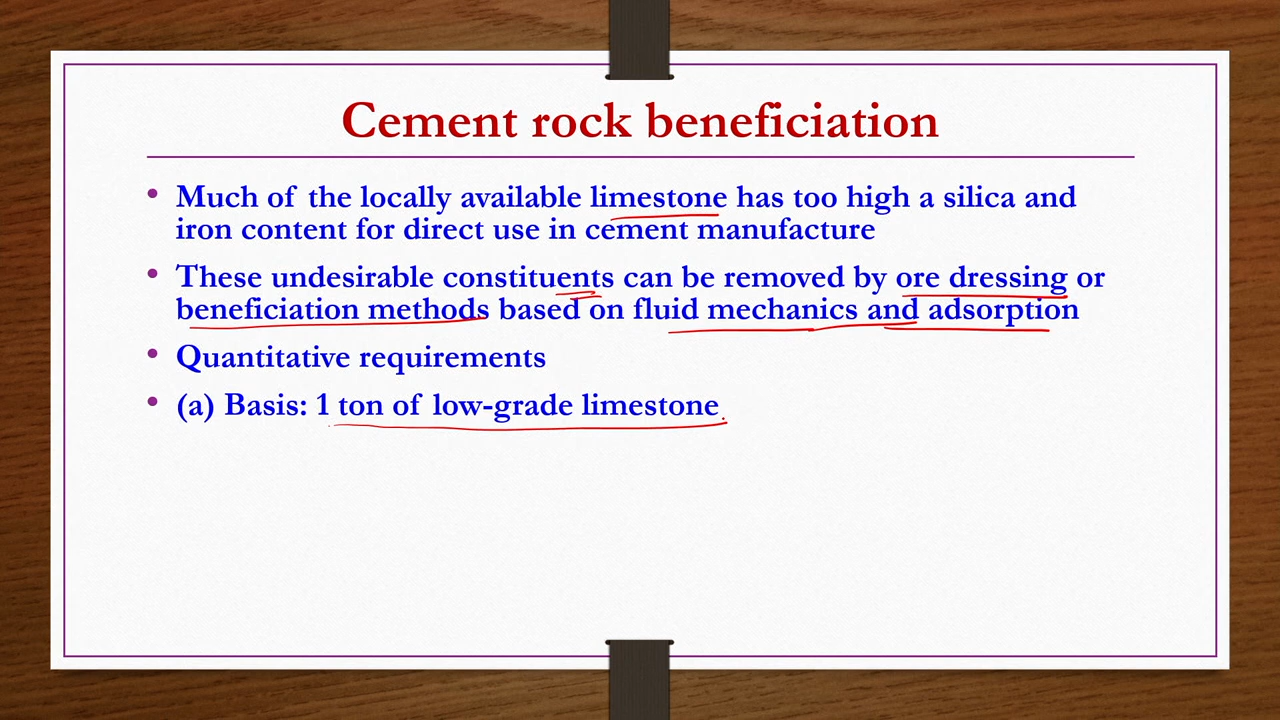 Cement rock beneficiation
• Much of the locally available limestone has too high a silica and
iron content for direct use in cement manufacture
• These undesirable constituents can be removed by ore dressing or
beneficiation methods based on fluid mechanics and adsorption
• Quantitative requirements
• (a) Basis: 1 ton of low-grade limestone